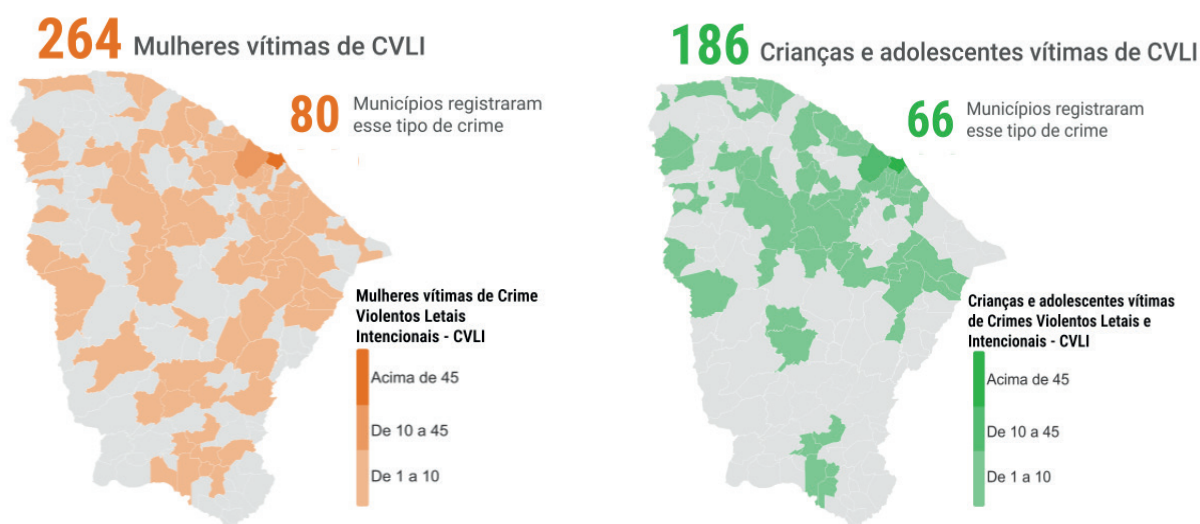 264 Mulheres vítimas de CVLI
80 Municípios registraram
esse tipo de crime
Mulheres vítimas de Crime
Violentos Letais
Intencionais - CVLI
Acima de 45
De 10 a 45
De 1 a 10
186 Crianças e adolescentes vítimas de CVLI
66 Municípios registraram
esse tipo de crime
Crianças e adolescentes vítimas
de Crimes Violentos Letais e
Intencionais - CVLI
Acima de 45
De 10 a 45
De 1 a 10